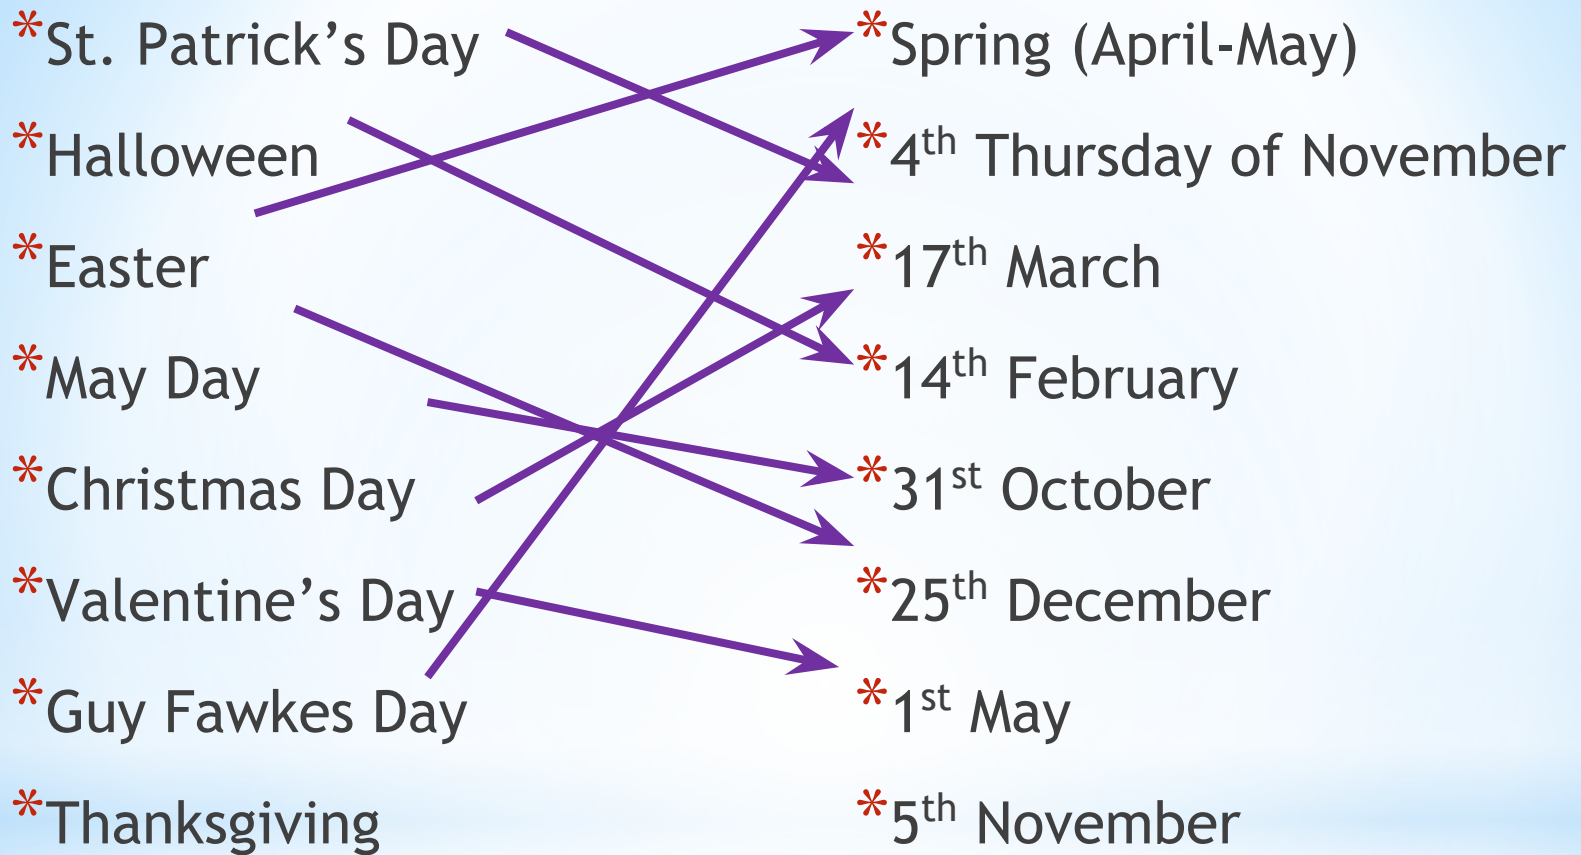 *St. Patrick’s Day
*Halloween
*Easter
*May Day
*Christmas Day
*Valentine’s Day
*Guy Fawkes Day
*Thanksgiving
*Spring (April-May)
*4th Thursday of November
*17th March
*14th February
*31st October
*25th December
*1st May
*5th November